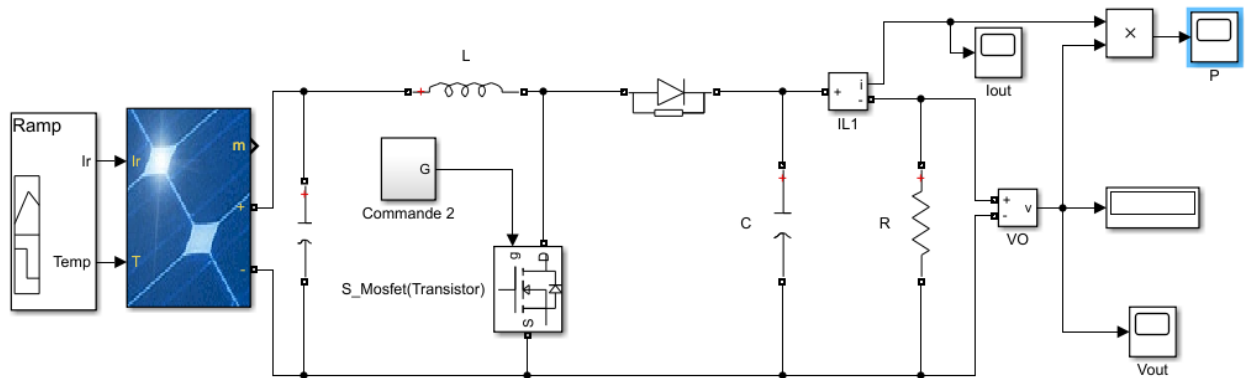 Ramp
Ir
Temp
Ir
T
m
+
-
L
G
Commande 2
S_Mosfet(Transistor)
g
D
S
+
+
+
C
+
i
-
IL1
Iout
×
P
+
R
+
-
v
VO
Vout